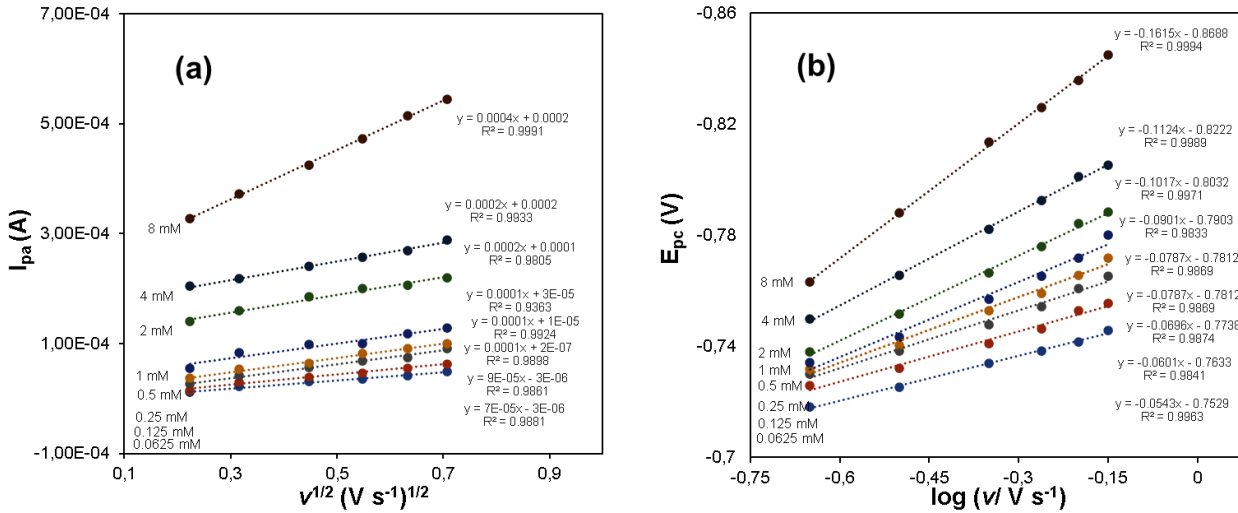 7,00E-04
5,00E-04
3,00E-04
1,00E-04
-1,00E-04
I_pa (A)
(a)
y = 0.0004x + 0.0002
R² = 0.9991
y = 0.0002x + 0.0002
R² = 0.9933
y = 0.0002x + 0.0001
R² = 0.9805
y = 0.0001x + 3E-05
R² = 0.9363
y = 0.0001x + 1E-05
R² = 0.9924
y = 0.0001x + 2E-07
R² = 0.9898
y = 9E-05x - 3E-06
R² = 0.9861
y = 7E-05x - 3E-06
R² = 0.9881
8 mM
4 mM
2 mM
1 mM
0.5 mM
0.25 mM
0.125 mM
0.0625 mM
0,1 0,3 0,5 0,7 0,9
v^1/2 (V s⁻¹)^1/2
-0,86
-0,82
-0,78
-0,74
-0,7
E_pc (V)
(b)
y = -0.1615x - 0.8688
R² = 0.9994
y = -0.1124x - 0.8222
R² = 0.9989
y = -0.1017x - 0.8032
R² = 0.9971
y = -0.0901x - 0.7903
R² = 0.9833
y = -0.0787x - 0.7812
R² = 0.9869
y = -0.0787x - 0.7812
R² = 0.9869
y = -0.0696x - 0.7738
R² = 0.9874
y = -0.0601x - 0.7633
R² = 0.9841
y = -0.0543x - 0.7529
R² = 0.9963
8 mM
4 mM
2 mM
1 mM
0.5 mM
0.25 mM
0.125 mM
0.0625 mM
-0,75 -0,6 -0,45 -0,3 -0,15 0
log (v/ V s⁻¹)